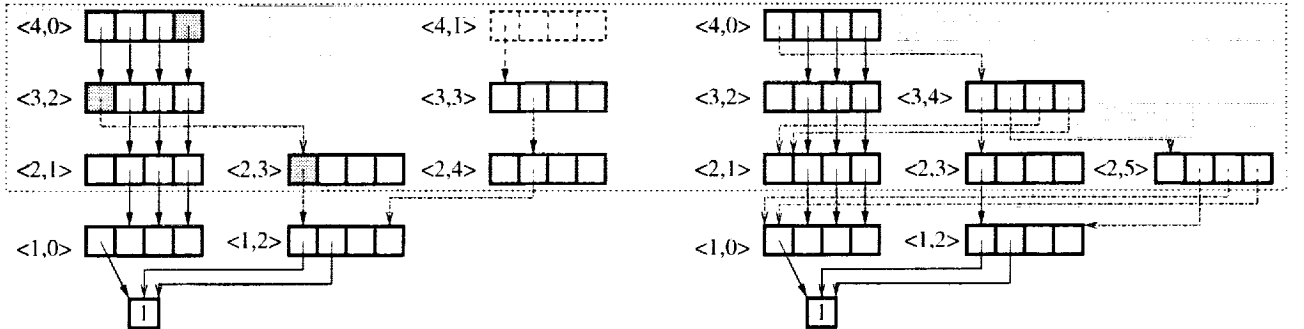 <4,0> <4,1> <4,0>
<3,2> <3,3> <3,2> <3,4>
<2,1> <2,3> <2,4> <2,1> <2,3> <2,5>
<1,0> <1,2> <1,0> <1,2>
1 1